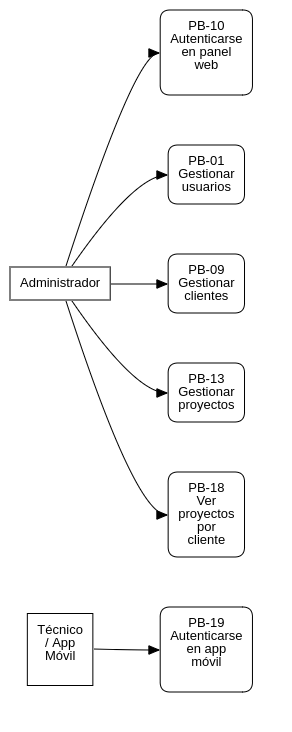 PB-10
Autenticarse
en panel
web
PB-01
Gestionar
usuarios
PB-09
Gestionar
clientes
Administrador
PB-13
Gestionar
proyectos
PB-18
Ver
proyectos
por
cliente
Técnico
/ App
Móvil
PB-19
Autenticarse
en app
móvil